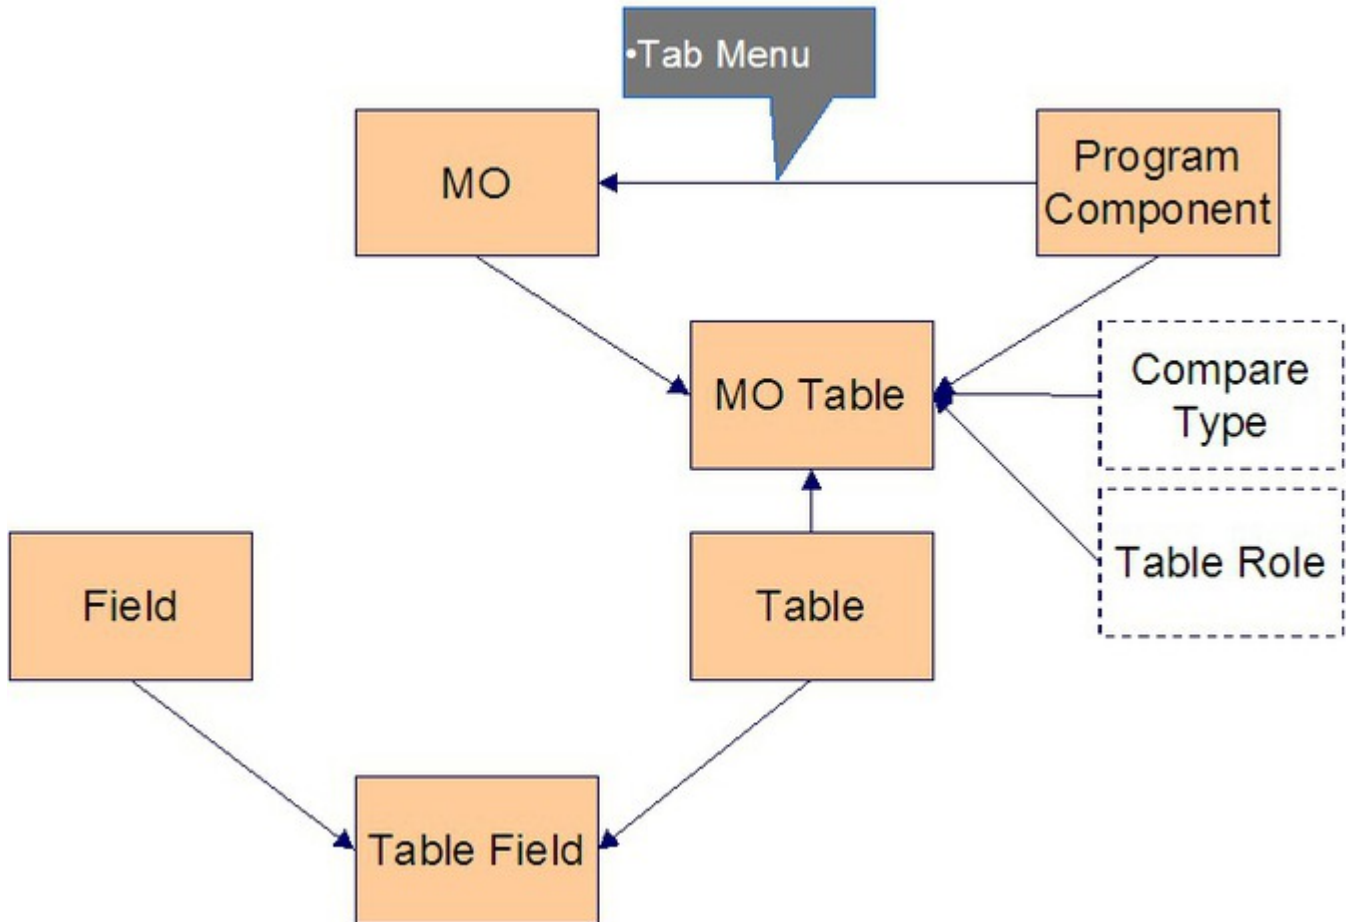 •Tab Menu
MO
Program
Component
MO Table
Compare
Type
Field
Table
Table Role
Table Field